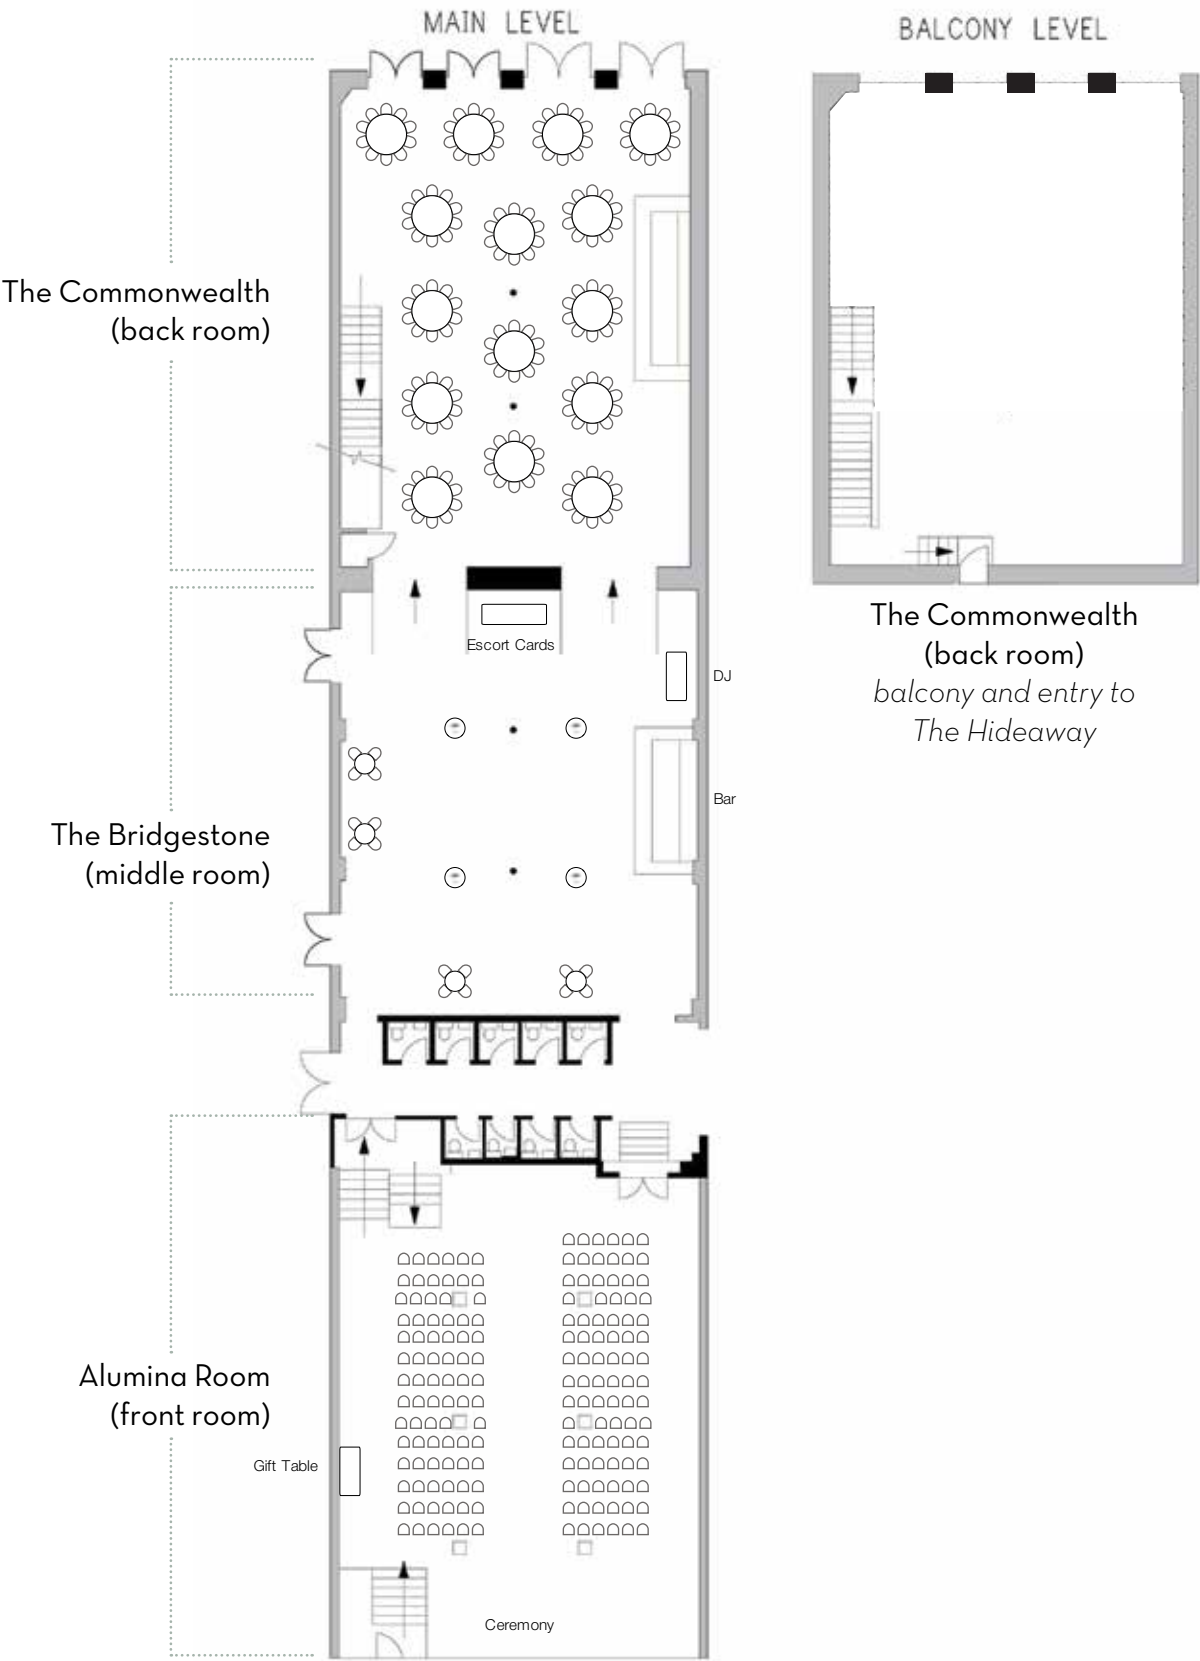 MAIN LEVEL
BALCONY LEVEL
The Commonwealth
(back room)
Escort Cards
The Commonwealth
(back room)
balcony and entry to
The Hideaway
DJ
Bar
The Bridgestone
(middle room)
Alumina Room
(front room)
Gift Table
Ceremony